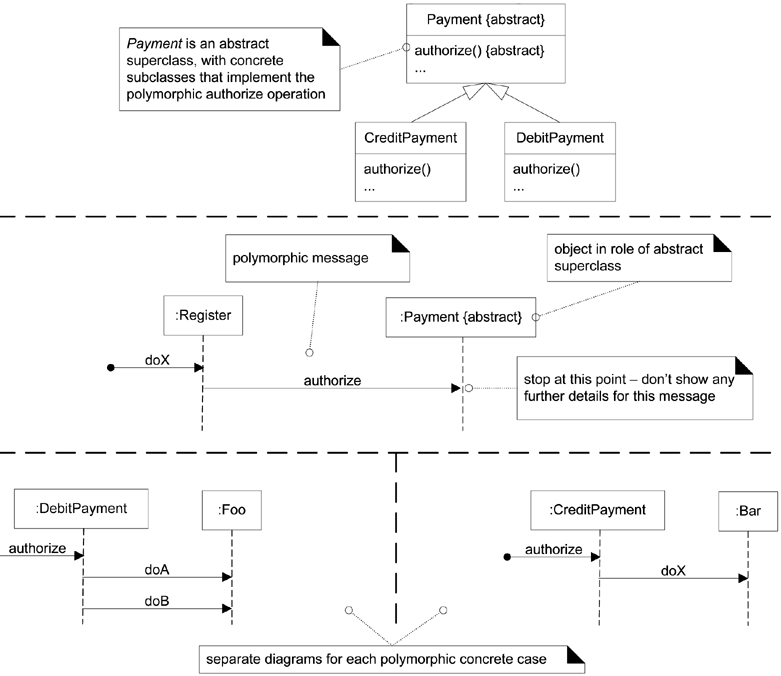 Payment {abstract}
authorize() {abstract}
...
Payment is an abstract
superclass, with concrete
subclasses that implement the
polymorphic authorize operation
CreditPayment
authorize()
...
DebitPayment
authorize()
...
polymorphic message
object in role of abstract
superclass
:Register
:Payment {abstract}
doX
authorize
stop at this point – don't show any
further details for this message
:DebitPayment
:Foo
authorize
doA
doB
:CreditPayment
:Bar
authorize
doX
separate diagrams for each polymorphic concrete case